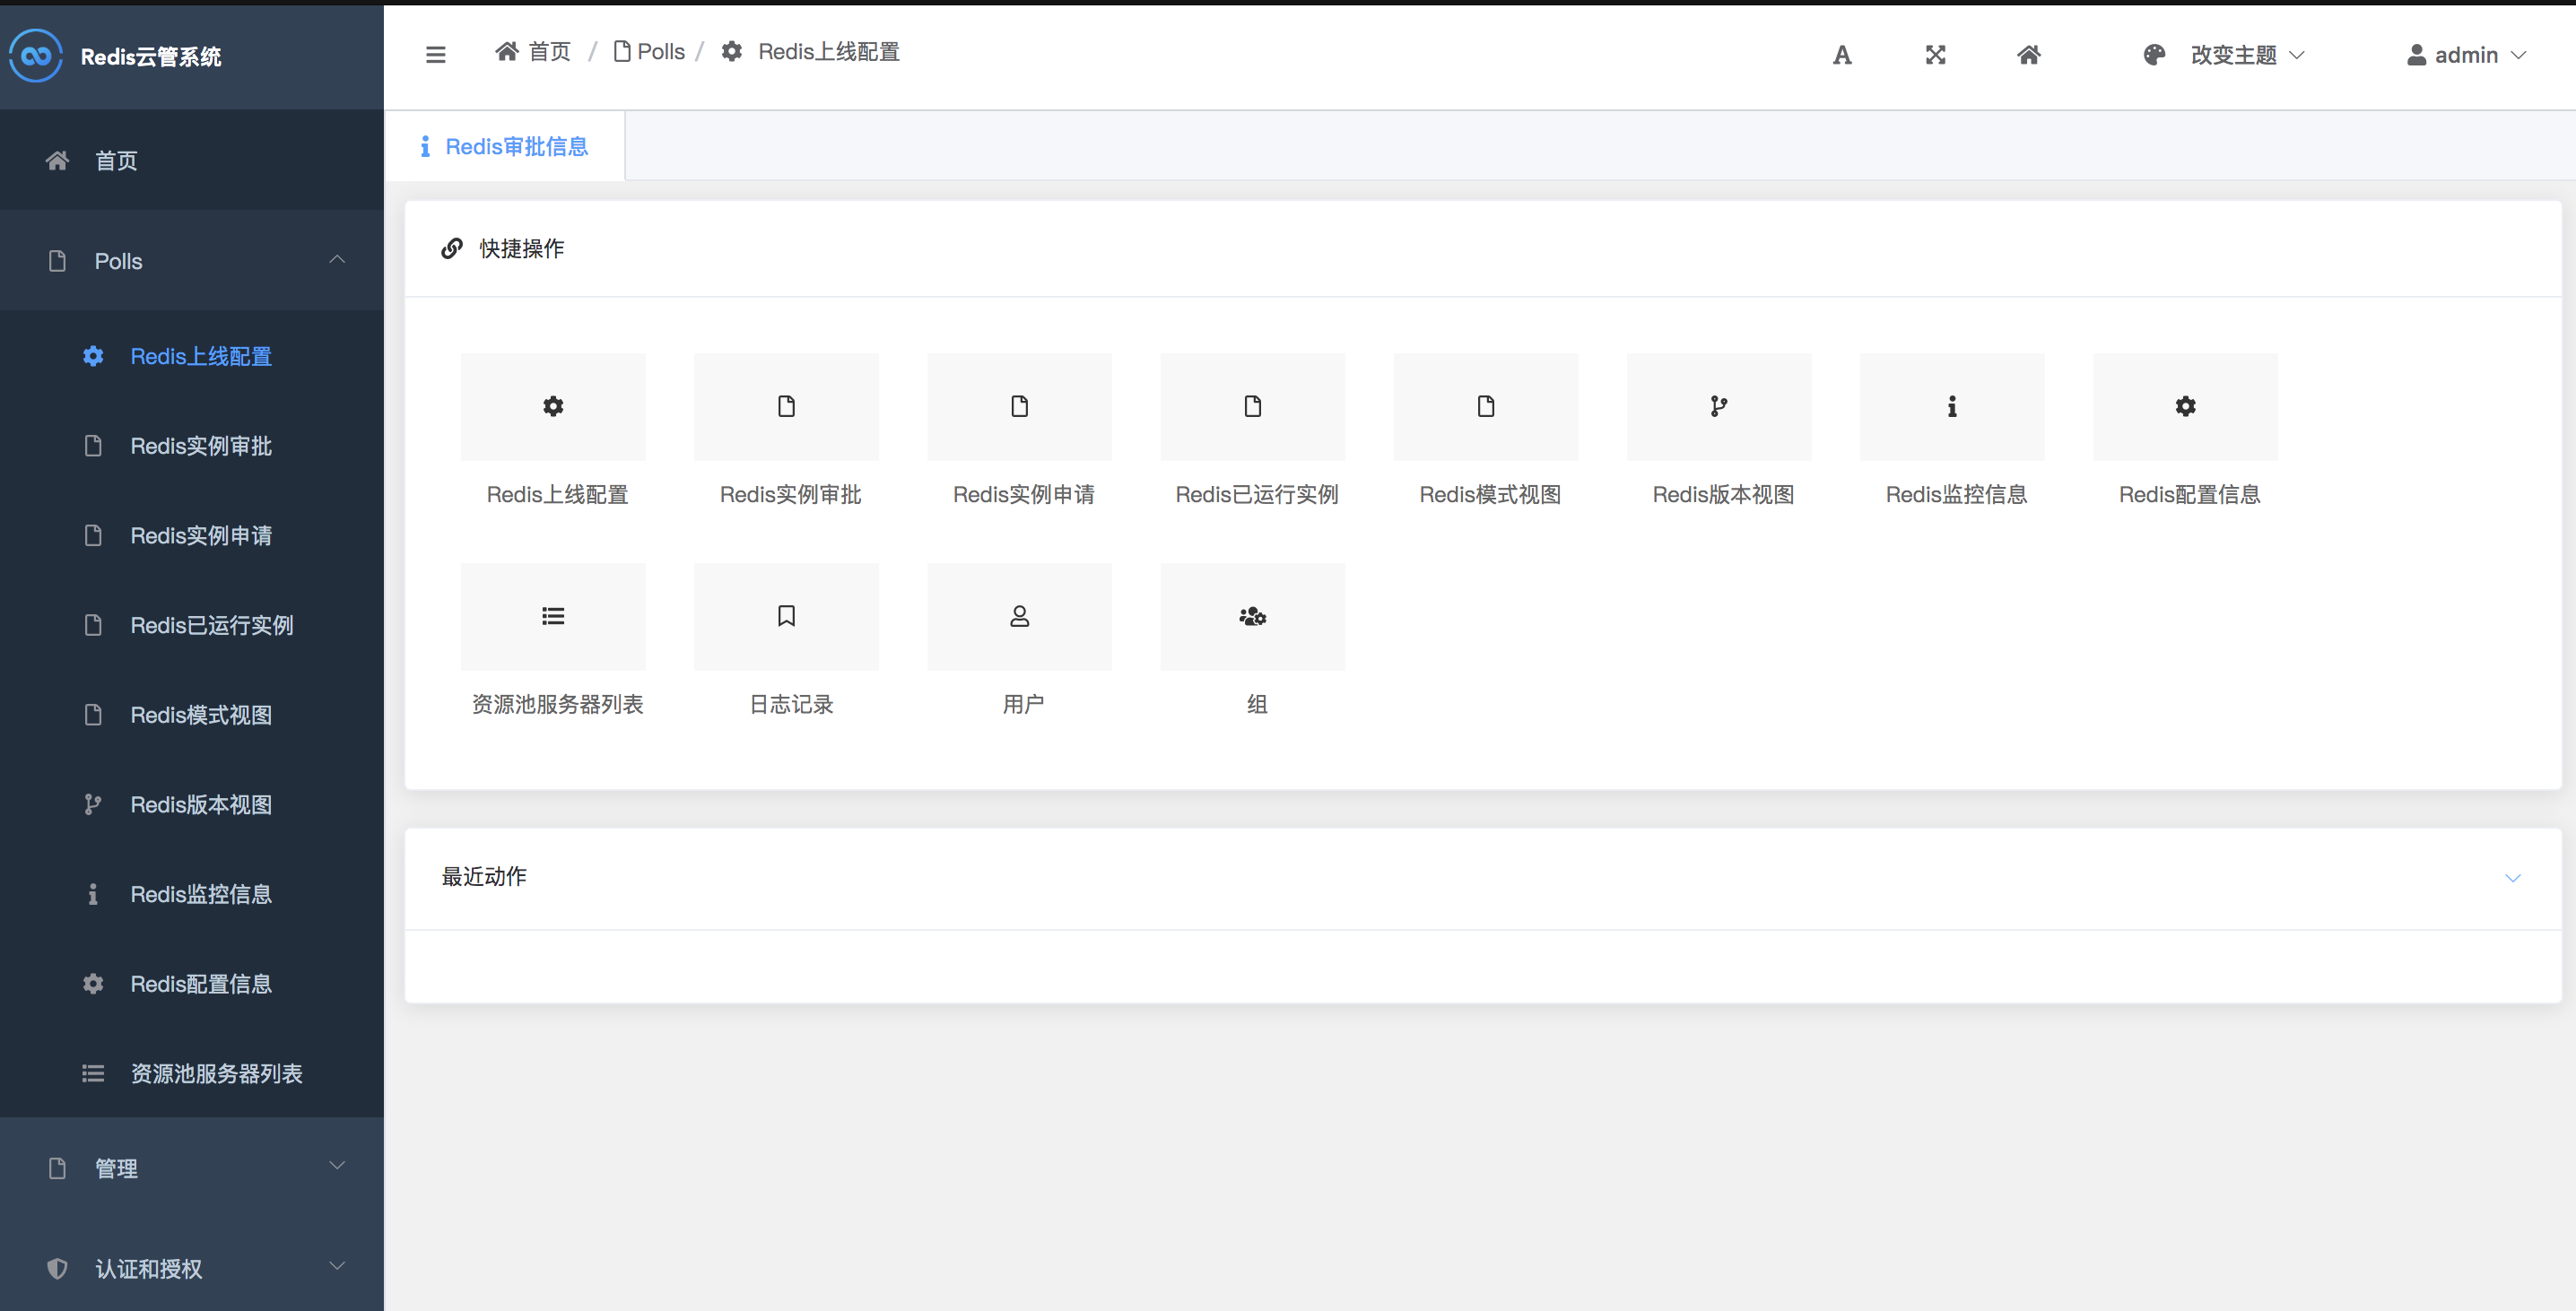 Redis云管系统
首页
Polls
Redis上线配置
Redis实例审批
Redis实例申请
Redis已运行实例
Redis模式视图
Redis版本视图
Redis监控信息
Redis配置信息
资源池服务器列表
管理
认证和授权
首页 / Polls / Redis上线配置
改变主题
admin
Redis审批信息
快捷操作
Redis上线配置 Redis实例审批 Redis实例申请 Redis已运行实例 Redis模式视图 Redis版本视图 Redis监控信息 Redis配置信息
资源池服务器列表 日志记录 用户 组
最近动作